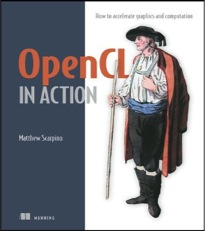 How to accelerate graphics and computation
OpenCL
IN ACTION
Matthew Scarpino
MANNING